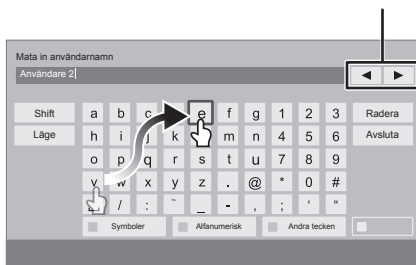 Mata in användarnamn
Användare 2
◄ ►
Shift a b c e f g 1 2 3 Radera
Läge h i j k m n 4 5 6 Avsluta
o p q r s t u 7 8 9
v w x y z . @ * 0 #
/ : ~ _ - , ; ‘ “
Symboler Alfanumerisk Andra tecken